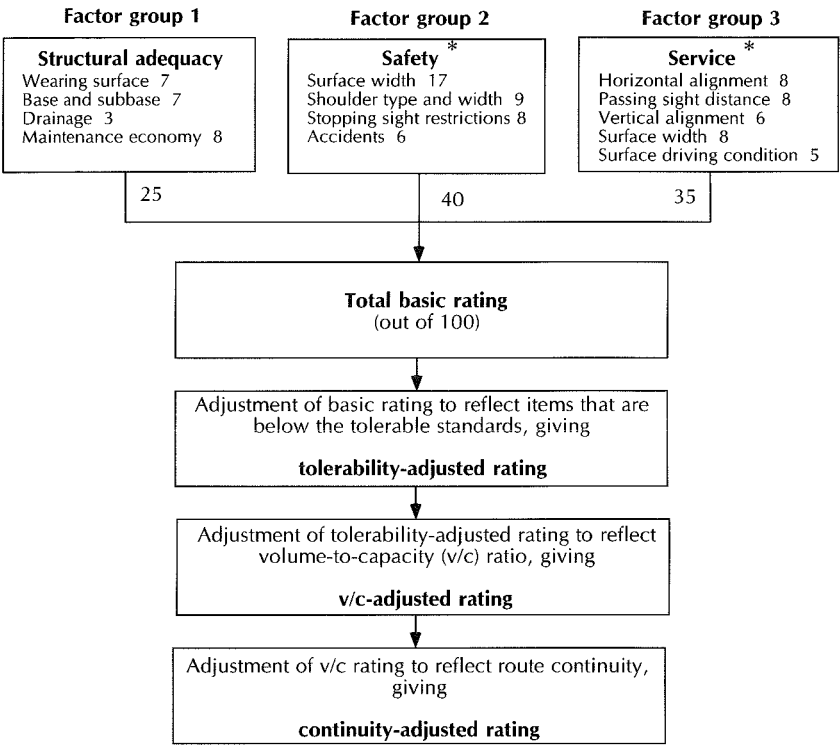 Factor group 1
Structural adequacy
Wearing surface 7
Base and subbase 7
Drainage 3
Maintenance economy 8
25
Factor group 2
Safety *
Surface width 17
Shoulder type and width 9
Stopping sight restrictions 8
Accidents 6
40
Factor group 3
Service *
Horizontal alignment 8
Passing sight distance 8
Vertical alignment 6
Surface width 8
Surface driving condition 5
35
Total basic rating
(out of 100)
Adjustment of basic rating to reflect items that are
below the tolerable standards, giving
tolerability-adjusted rating
Adjustment of tolerability-adjusted rating to reflect
volume-to-capacity (v/c) ratio, giving
v/c-adjusted rating
Adjustment of v/c rating to reflect route continuity,
giving
continuity-adjusted rating